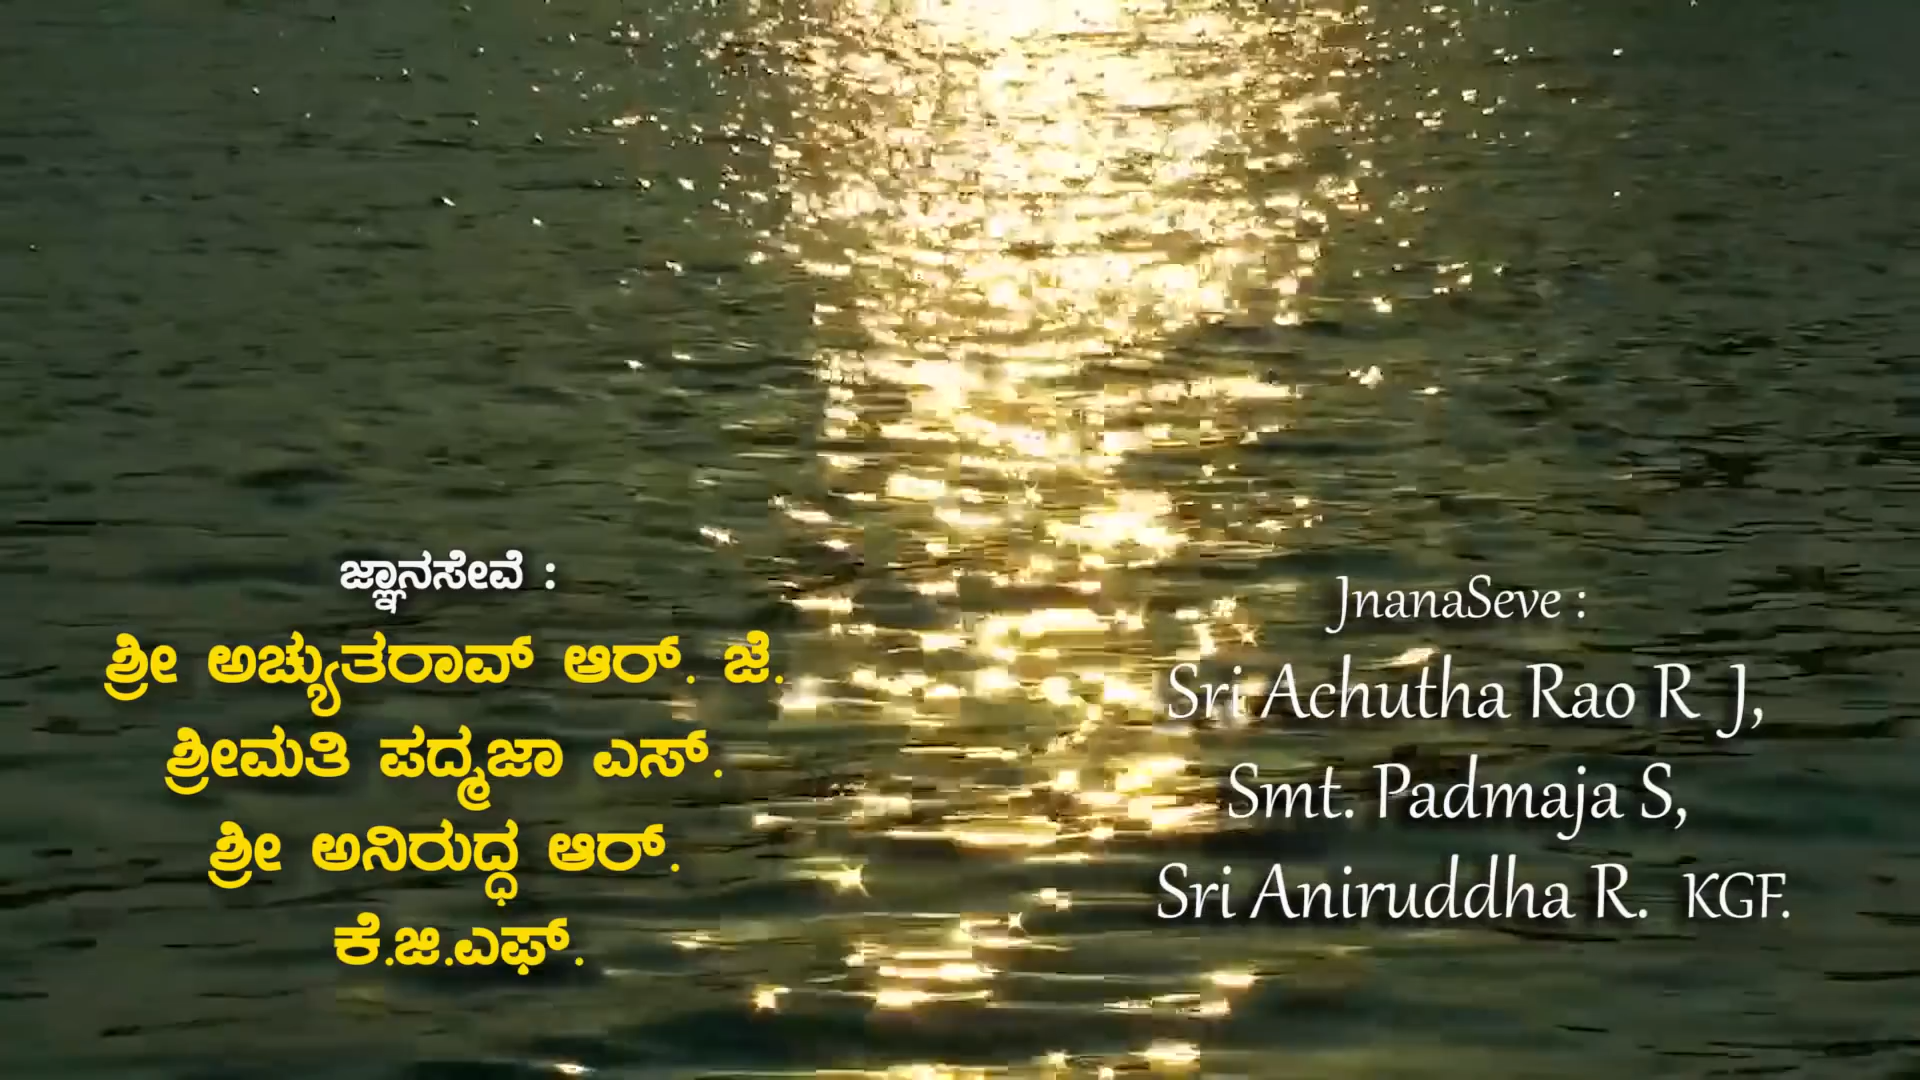 ಜ್ಞಾನಸೇವೆ :
ಶ್ರೀ ಅಚ್ಯುತರಾವ್ ಆರ್. ಜೆ.
ಶ್ರೀಮತಿ ಪದ್ಮಜಾ ಎಸ್.
ಶ್ರೀ ಅನಿರುದ್ಧ ಆರ್.
ಕೆ.ಜಿ.ಎಫ್.
JnanaSeve :
Sri Achutha Rao R J,
Smt. Padmaja S,
Sri Aniruddha R. KGF.